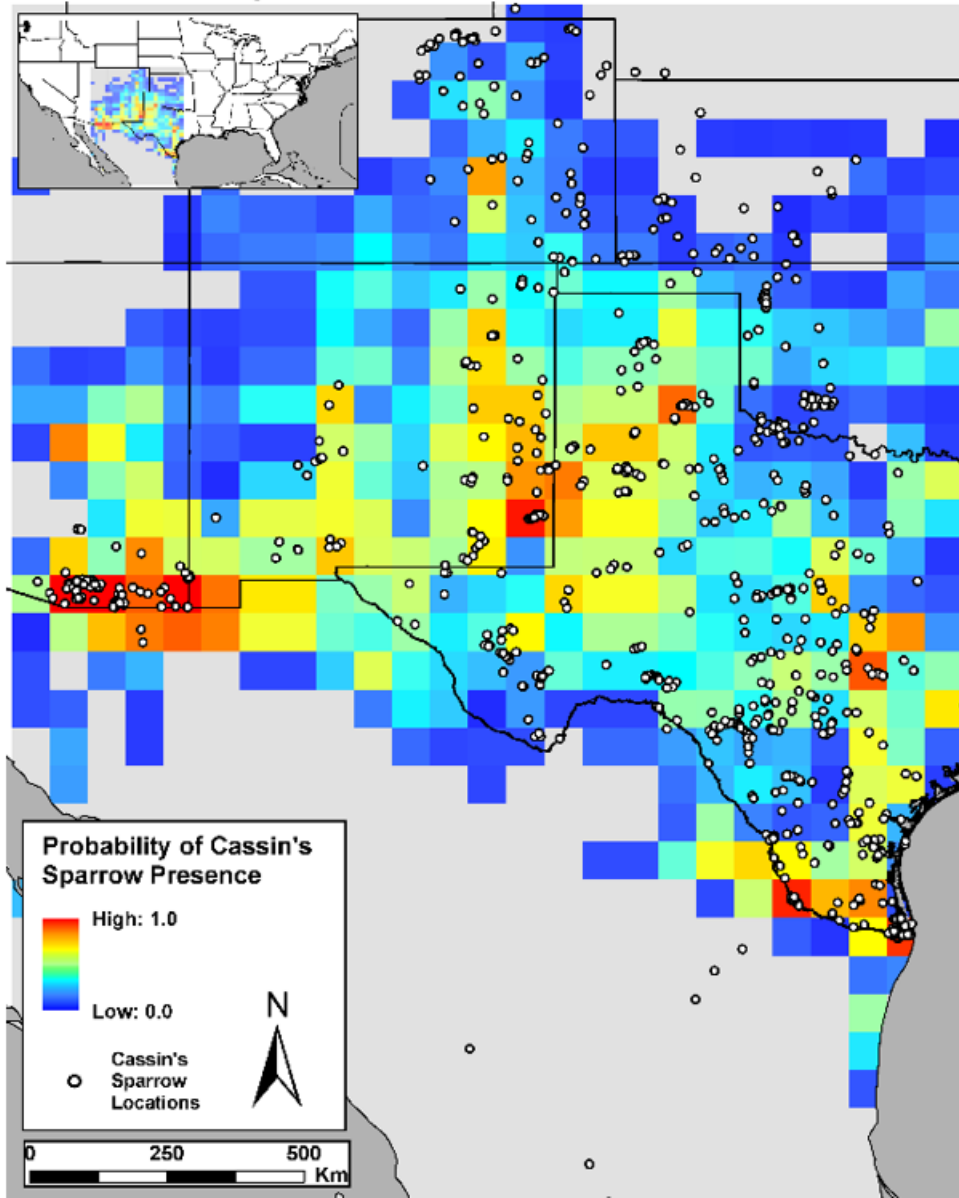 Probability of Cassin's
Sparrow Presence
High: 1.0
Low: 0.0
N
Cassin's
Sparrow
Locations
0 250 500
Km